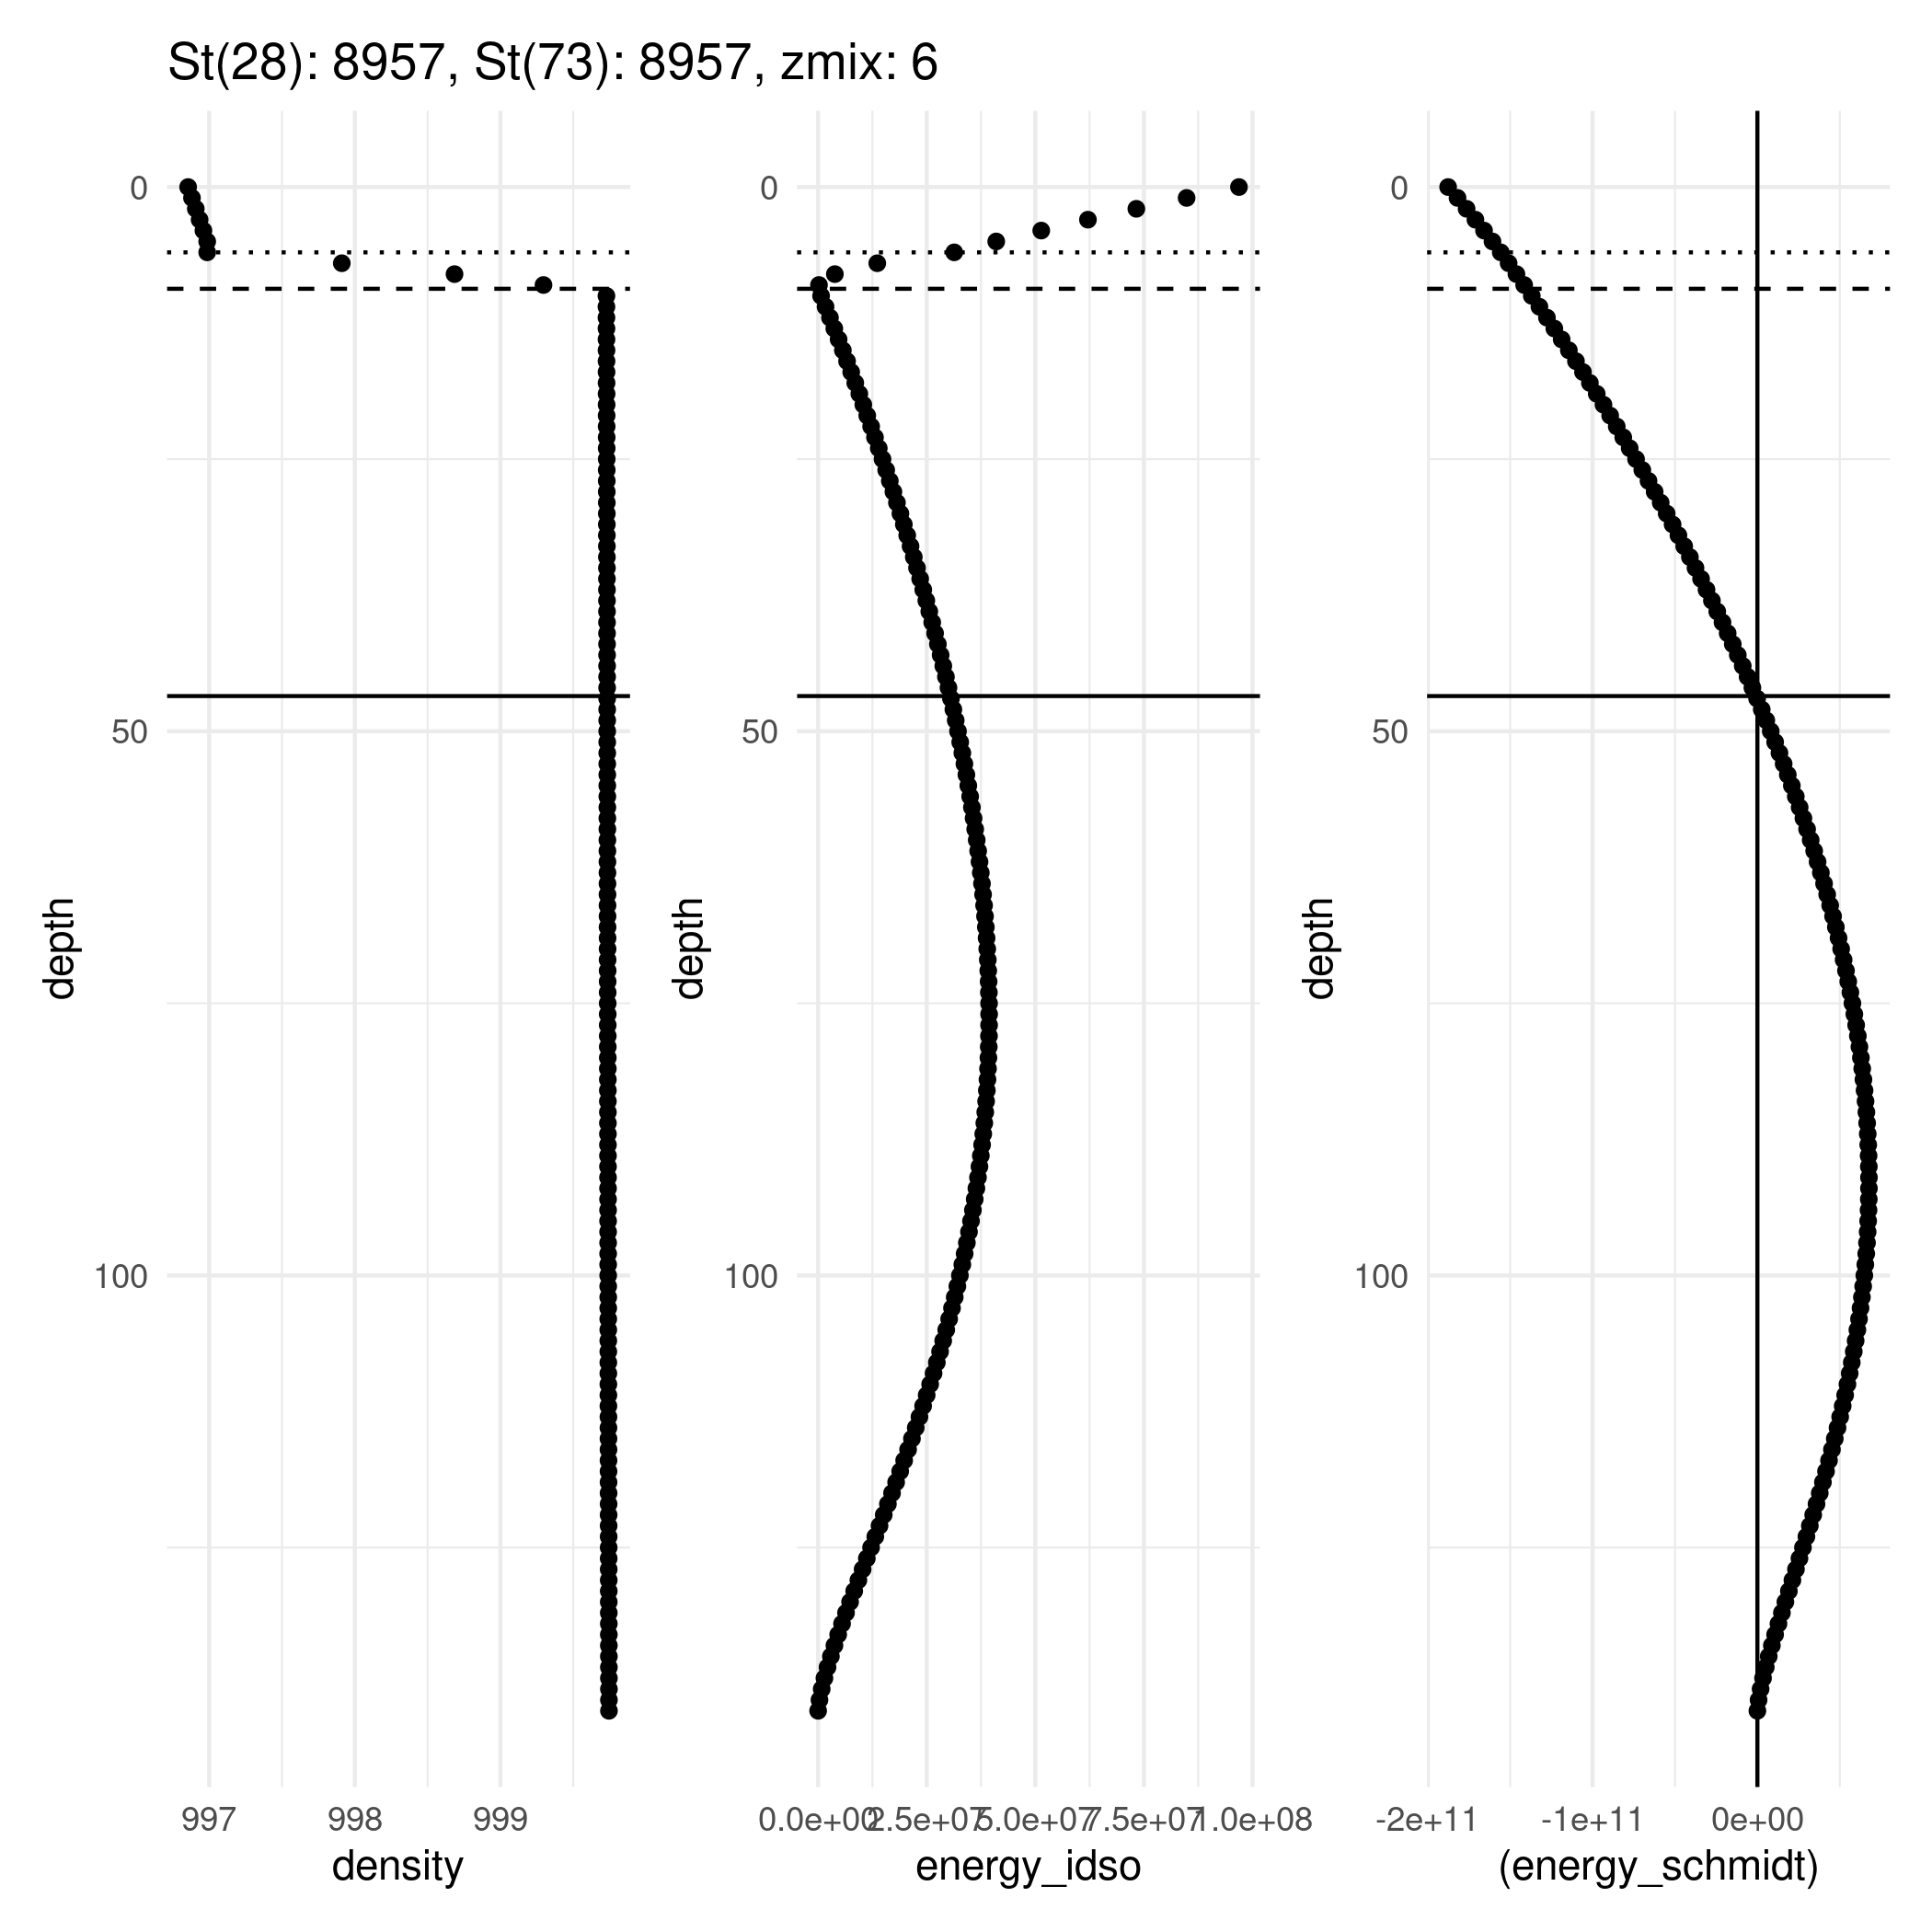 St(28): 8957, St(73): 8957, zmix: 6
0
50
100
depth
997 998 999
density
0
50
100
depth
0.0e+00 2.5e+07 5.0e+07 7.5e+07 1.0e+08
energy_idso
0
50
100
depth
-2e+11 -1e+11 0e+00
(energy_schmidt)